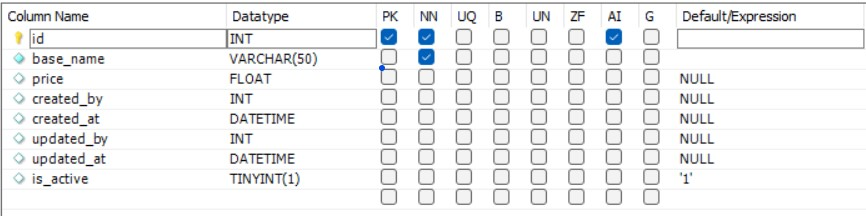 Column Name Datatype PK NN UQ B UN ZF AI G Default/Expression
id INT
base_name VARCHAR(50)
price FLOAT NULL
created_by INT NULL
created_at DATETIME NULL
updated_by INT NULL
updated_at DATETIME NULL
is_active TINYINT(1) '1'